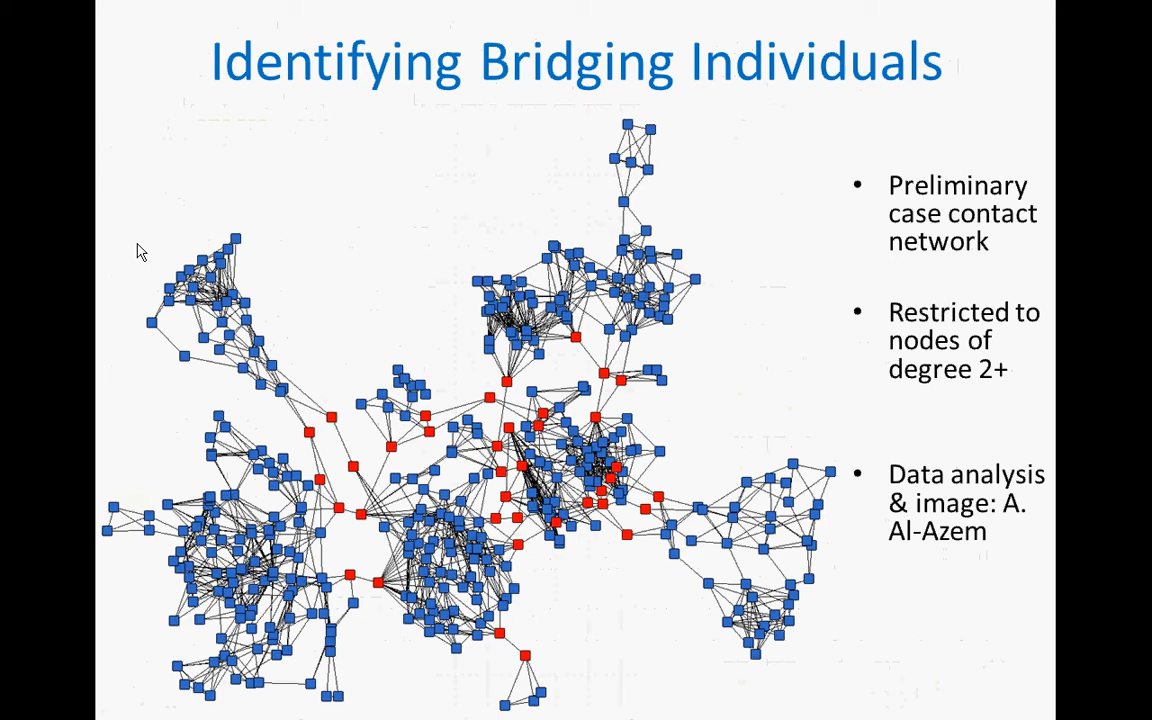 Identifying Bridging Individuals
• Preliminary
case contact
network
• Restricted to
nodes of
degree 2+
• Data analysis
& image: A.
Al-Azem